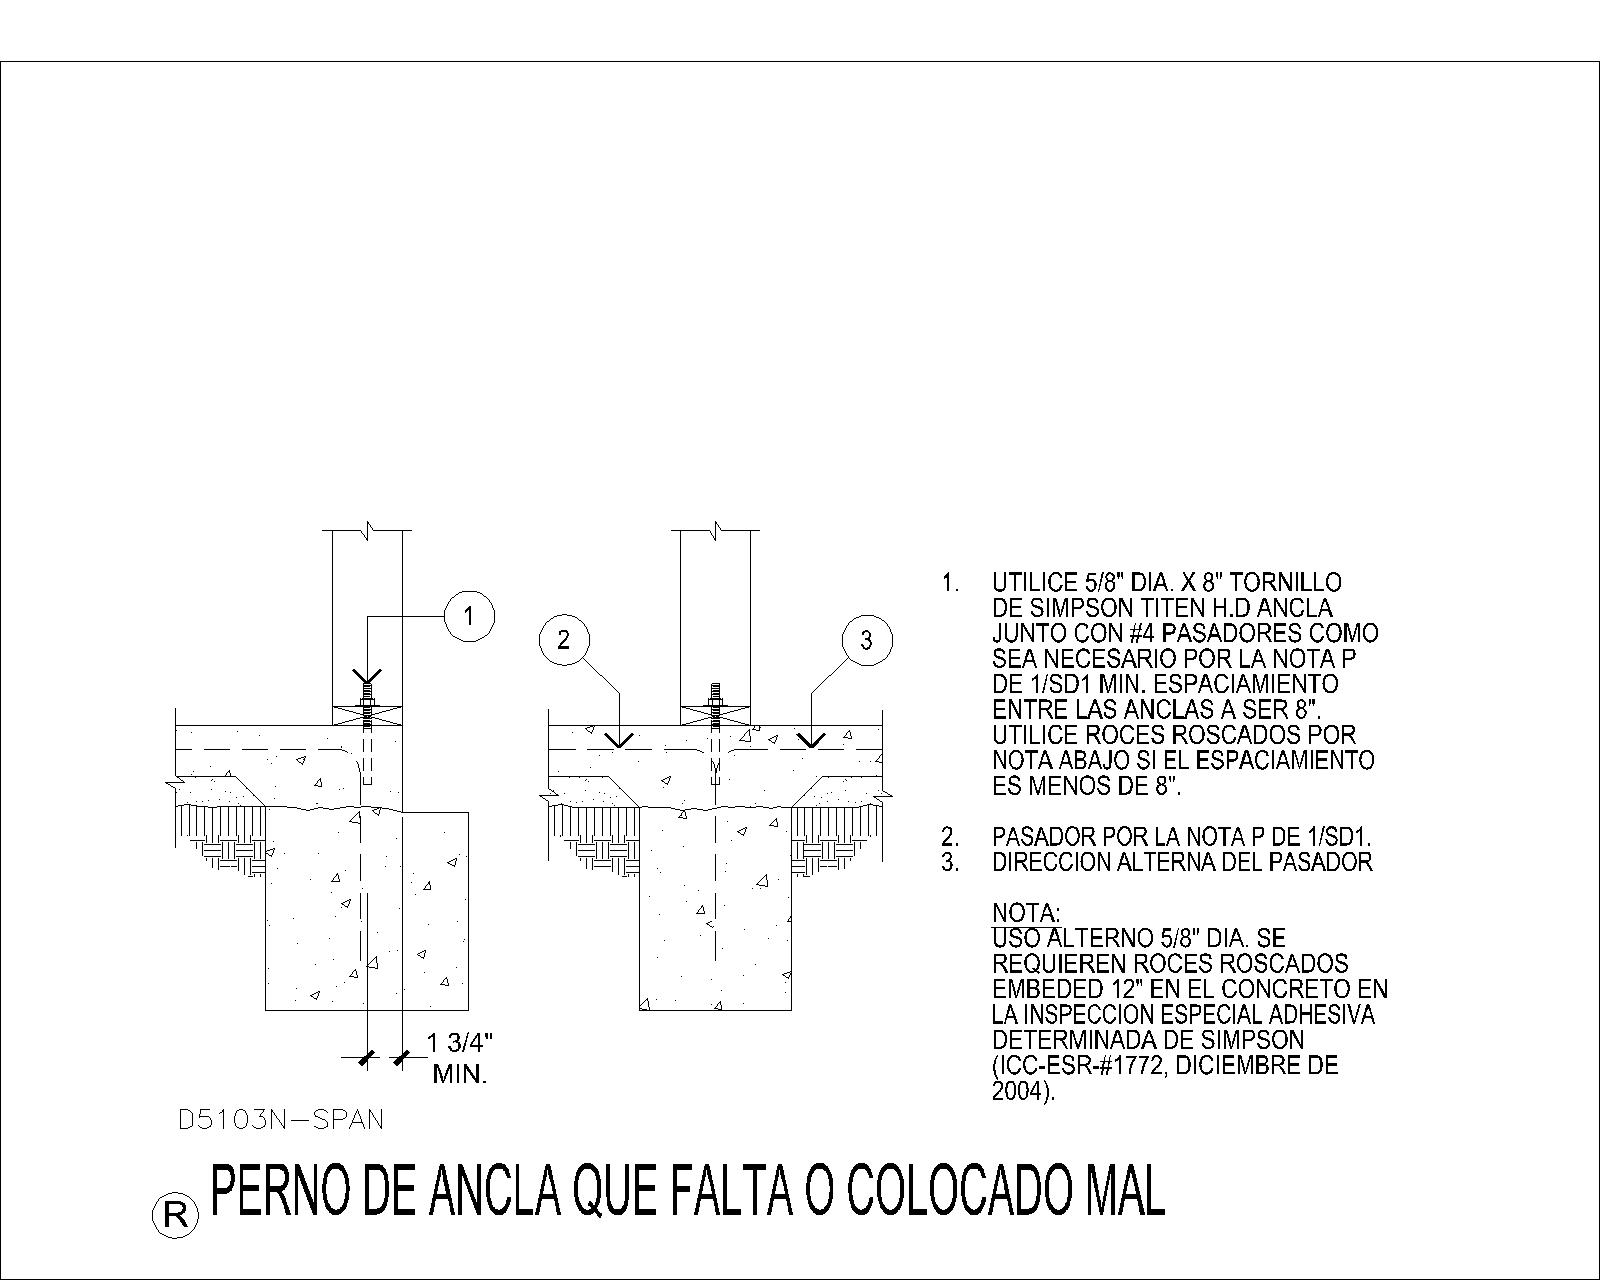 1
2
3
1. UTILICE 5/8" DIA. X 8" TORNILLO
DE SIMPSON TITEN H.D ANCLA
JUNTO CON #4 PASADORES COMO
SEA NECESARIO POR LA NOTA P
DE 1/SD1 MIN. ESPACIAMIENTO
ENTRE LAS ANCLAS A SER 8".
UTILICE ROCES ROSCADOS POR
NOTA ABAJO SI EL ESPACIAMIENTO
ES MENOS DE 8".
2. PASADOR POR LA NOTA P DE 1/SD1.
3. DIRECCION ALTERNA DEL PASADOR
NOTA:
USO ALTERNO 5/8" DIA. SE
REQUIEREN ROCES ROSCADOS
EMBEDED 12" EN EL CONCRETO EN
LA INSPECCION ESPECIAL ADHESIVA
DETERMINADA DE SIMPSON
(ICC-ESR-#1772, DICIEMBRE DE
2004).
1 3/4"
MIN.
D5103N-SPAN
R PERNO DE ANCLA QUE FALTA O COLOCADO MAL